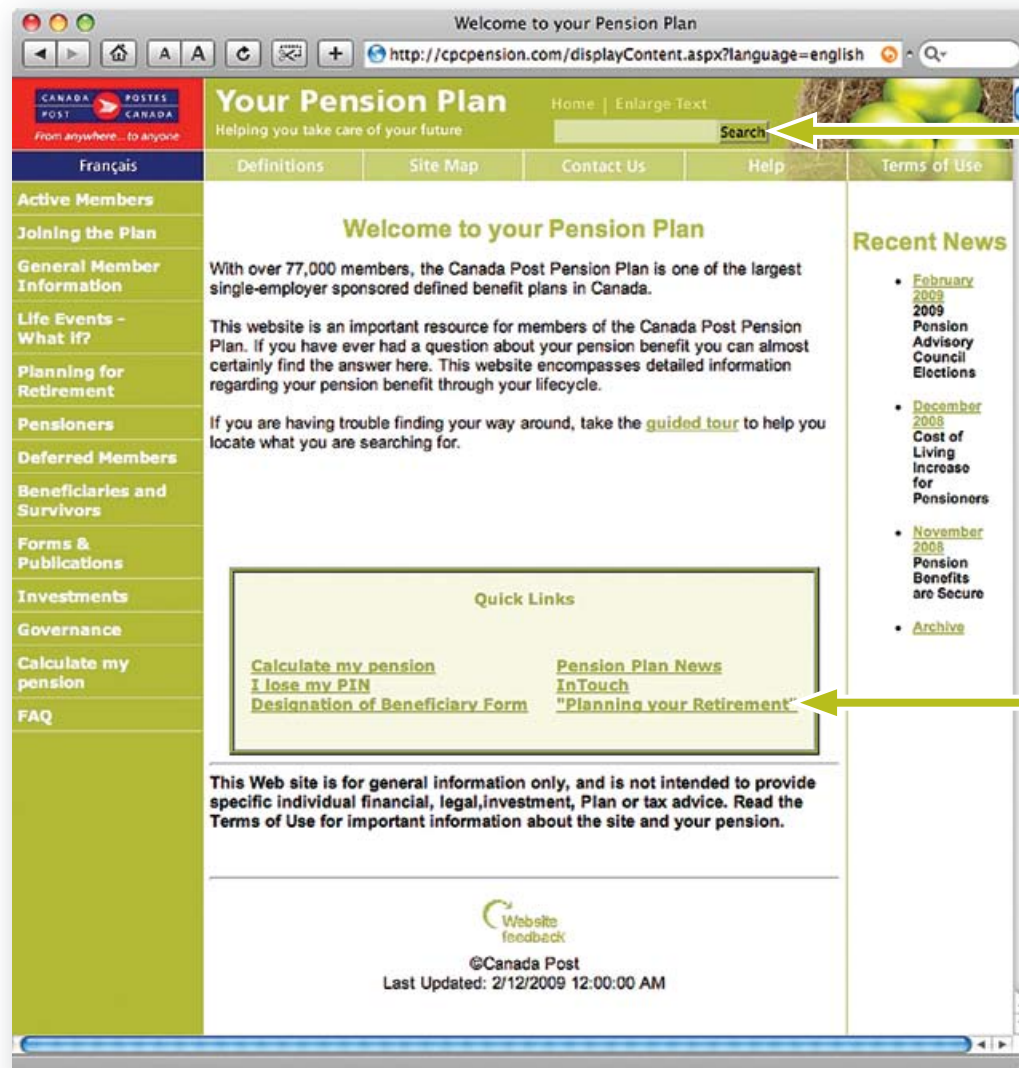 Welcome to your Pension Plan
A A
http://cpcpension.com/displayContent.aspx?language=english
CANADA POSTES
POST CANADA
From anywhere... to anyone
Your Pension Plan
Helping you take care of your future
Home | Enlarge Text
Search
Français
Definitions
Site Map
Contact Us
Help
Terms of Use
Active Members
Joining the Plan
General Member
Information
Life Events –
What if?
Planning for
Retirement
Pensioners
Deferred Members
Beneficiaries and
Survivors
Forms &
Publications
Investments
Governance
Calculate my
pension
FAQ
Welcome to your Pension Plan
With over 77,000 members, the Canada Post Pension Plan is one of the largest
single-employer sponsored defined benefit plans in Canada.
This website is an important resource for members of the Canada Post Pension
Plan. If you have ever had a question about your pension benefit you can almost
certainly find the answer here. This website encompasses detailed information
regarding your pension benefit through your lifecycle.
If you are having trouble finding your way around, take the guided tour to help you
locate what you are searching for.
Quick Links
Calculate my pension
I lose my PIN
Designation of Beneficiary Form
Pension Plan News
InTouch
"Planning your Retirement"
This Web site is for general information only, and is not intended to provide
specific individual financial, legal,investment, Plan or tax advice. Read the
Terms of Use for important information about the site and your pension.
Website
feedback
©Canada Post
Last Updated: 2/12/2009 12:00:00 AM
Recent News
February
2009
2009
Pension
Advisory
Council
Elections
December
2008
Cost of
Living
Increase
for
Pensioners
November
2008
Pension
Benefits
are Secure
Archive